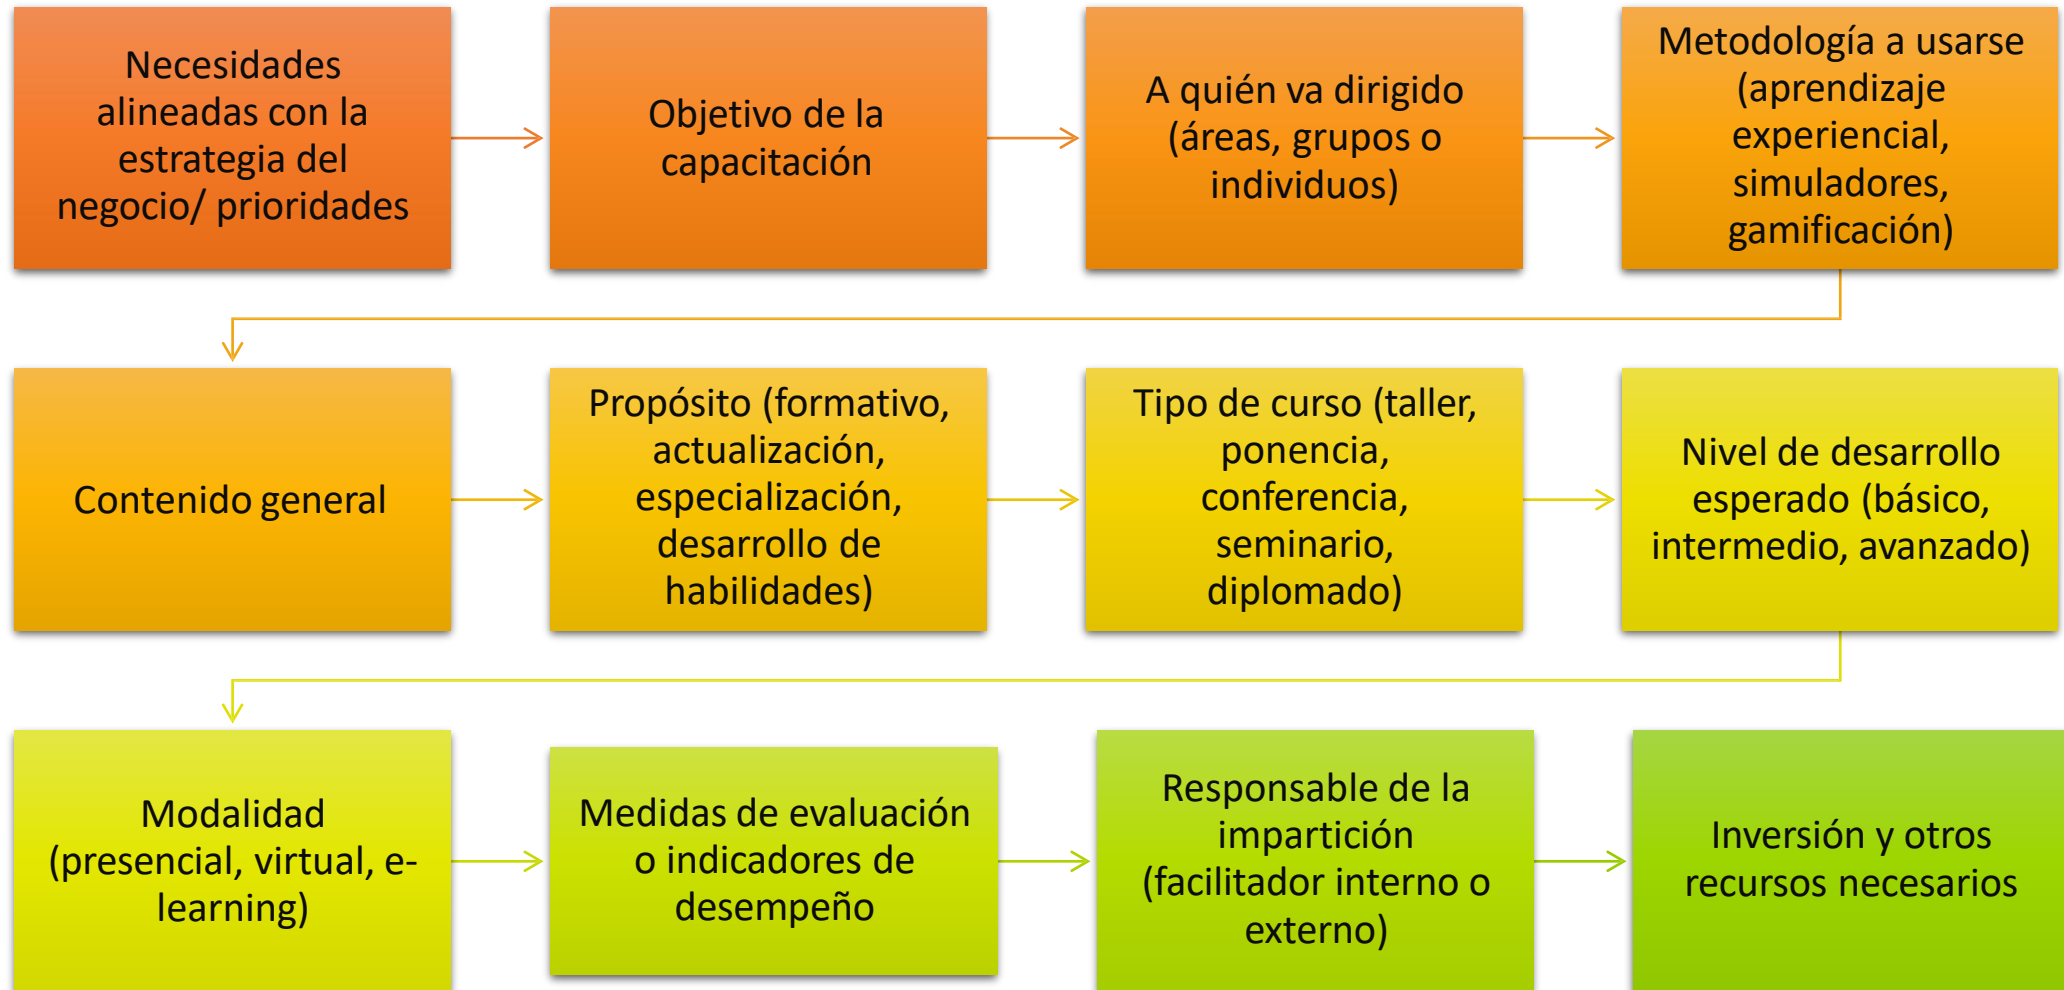 Necesidades
alineadas con la
estrategia del
negocio/ prioridades
Objetivo de la
capacitación
A quién va dirigido
(áreas, grupos o
individuos)
Metodología a usarse
(aprendizaje
experiencial,
simuladores,
gamificación)
Contenido general
Propósito (formativo,
actualización,
especialización,
desarrollo de
habilidades)
Tipo de curso (taller,
ponencia,
conferencia,
seminario,
diplomado)
Nivel de desarrollo
esperado (básico,
intermedio, avanzado)
Modalidad
(presencial, virtual, e-
learning)
Medidas de evaluación
o indicadores de
desempeño
Responsable de la
impartición
(facilitador interno o
externo)
Inversión y otros
recursos necesarios